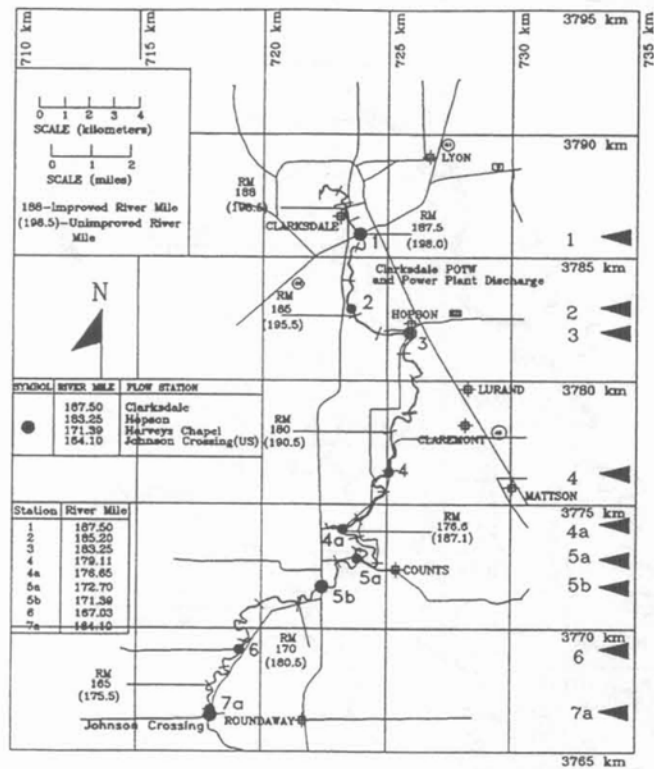 710 km
715 km
720 km
725 km
730 km
735 km
3795 km
0 1 2 3 4
SCALE (kilometers)
0 1 2
SCALE (miles)
188-Improved River Mile
(198.5)-Unimproved River
Mile
3790 km
LYON
RM
188
(198.5)
CLARKSDALE
RM
187.5
(198.0)
1
1
3785 km
Clarksdale POTW
and Power Plant Discharge
N
RM
185
(195.5)
2
HOPSON
3
2
3
3780 km
SYMBOL RIVER MILE FLOW STATION
187.50 Clarksdale
183.25 Hopson
171.39 Harveys Chapel
164.10 Johnson Crossing(US)
LURAND
RM
180
(190.5)
CLAREMONT
4
4
MATTSON
3775 km
Station River Mile
1 187.50
2 185.20
3 183.25
4 179.11
4a 176.65
5a 172.70
5b 171.39
6 167.03
7a 164.10
RM
176.6
(187.1)
4a
4a
5a
5a
COUNTS
5b
5b
3770 km
RM
170
(180.5)
6
6
RM
165
(175.5)
7a
7a
Johnson Crossing
ROUNDAWAY
3765 km